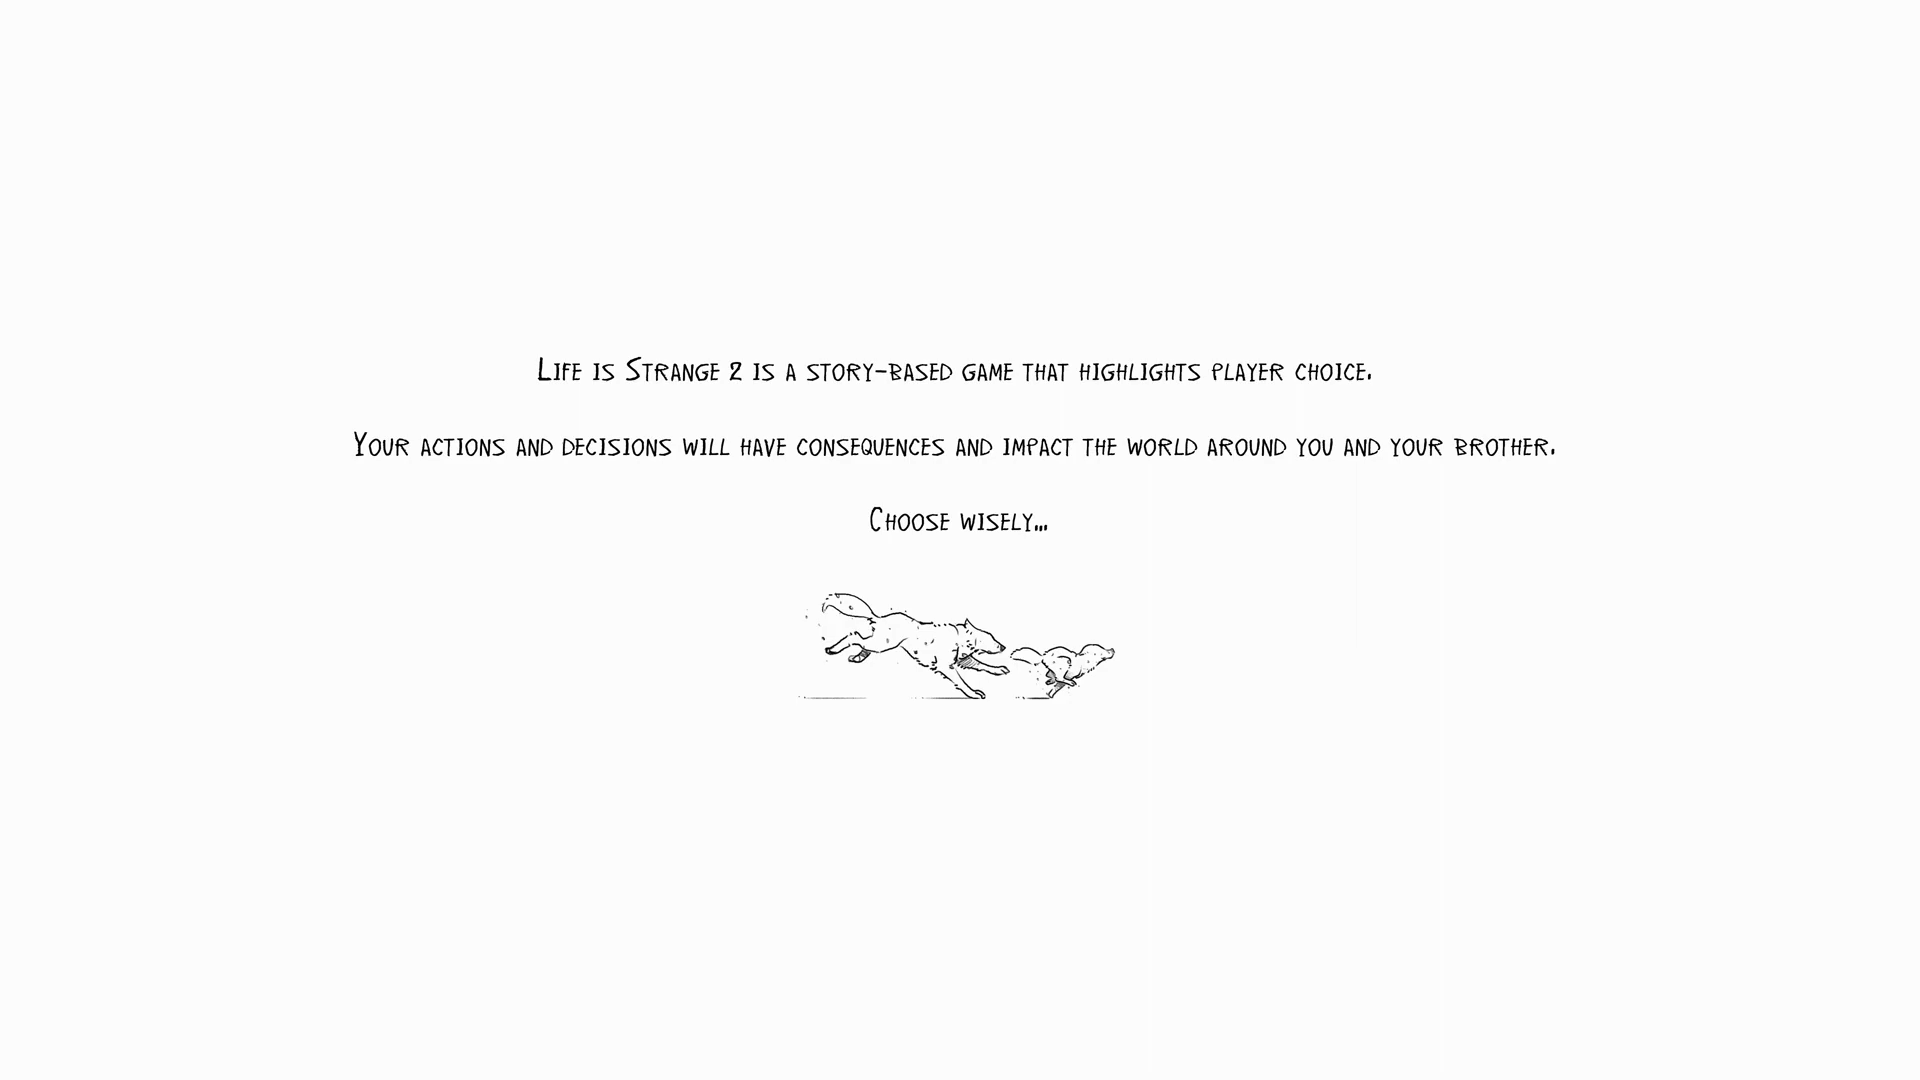 Life is Strange 2 is a story-based game that highlights player choice.
Your actions and decisions will have consequences and impact the world around you and your brother.
Choose wisely...